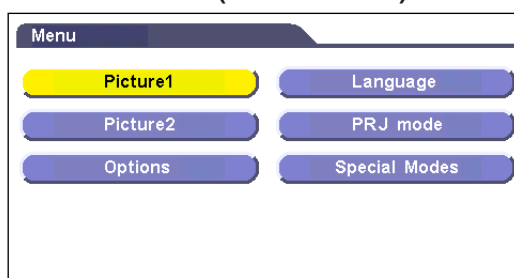 Menu
Picture1
Language
Picture2
PRJ mode
Options
Special Modes